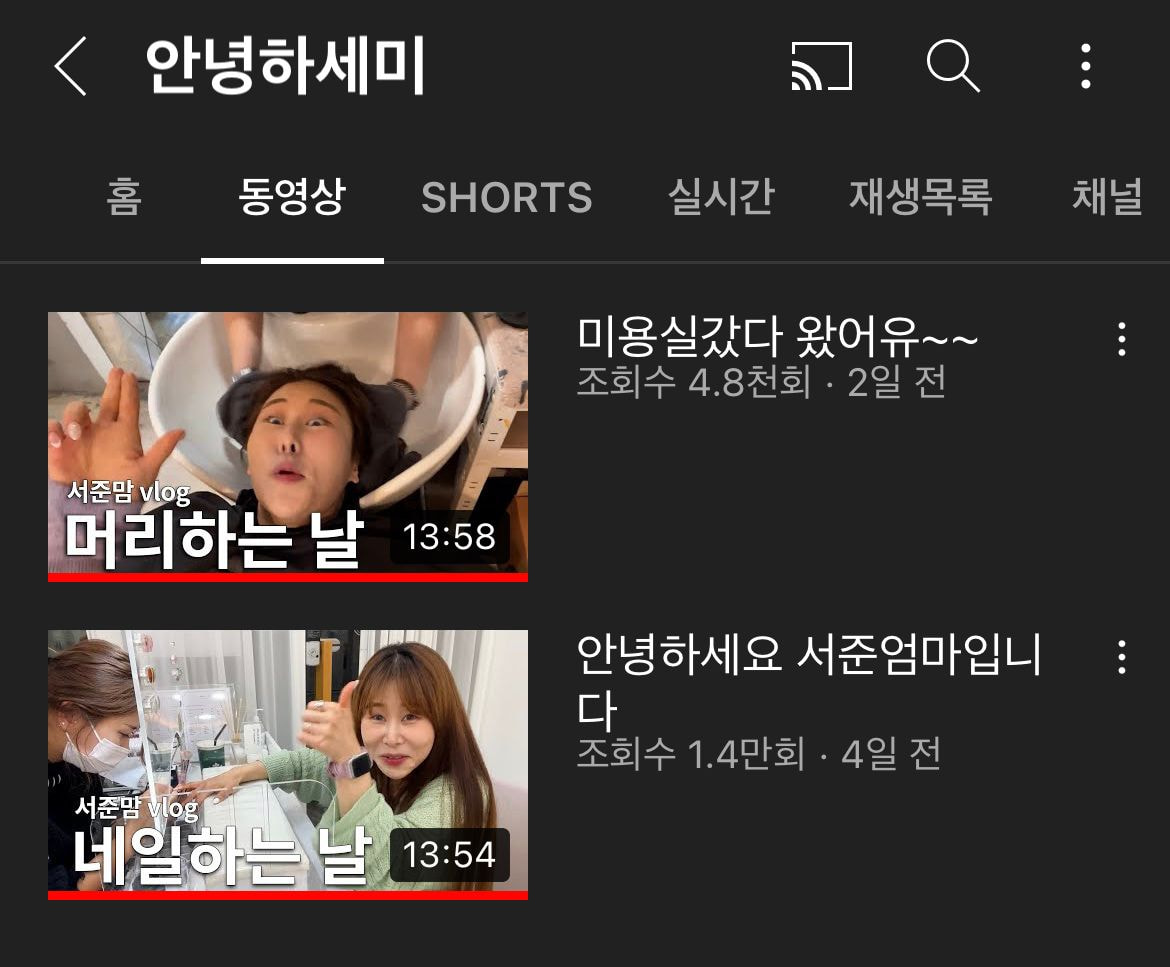 안녕하세미
홈 동영상 SHORTS 실시간 재생목록 채널
서준맘 vlog
머리하는 날
13:58
미용실갔다 왔어유~~
조회수 4.8천회 · 2일 전
서준맘 vlog
네일하는 날
13:54
안녕하세요 서준엄마입니
다
조회수 1.4만회 · 4일 전